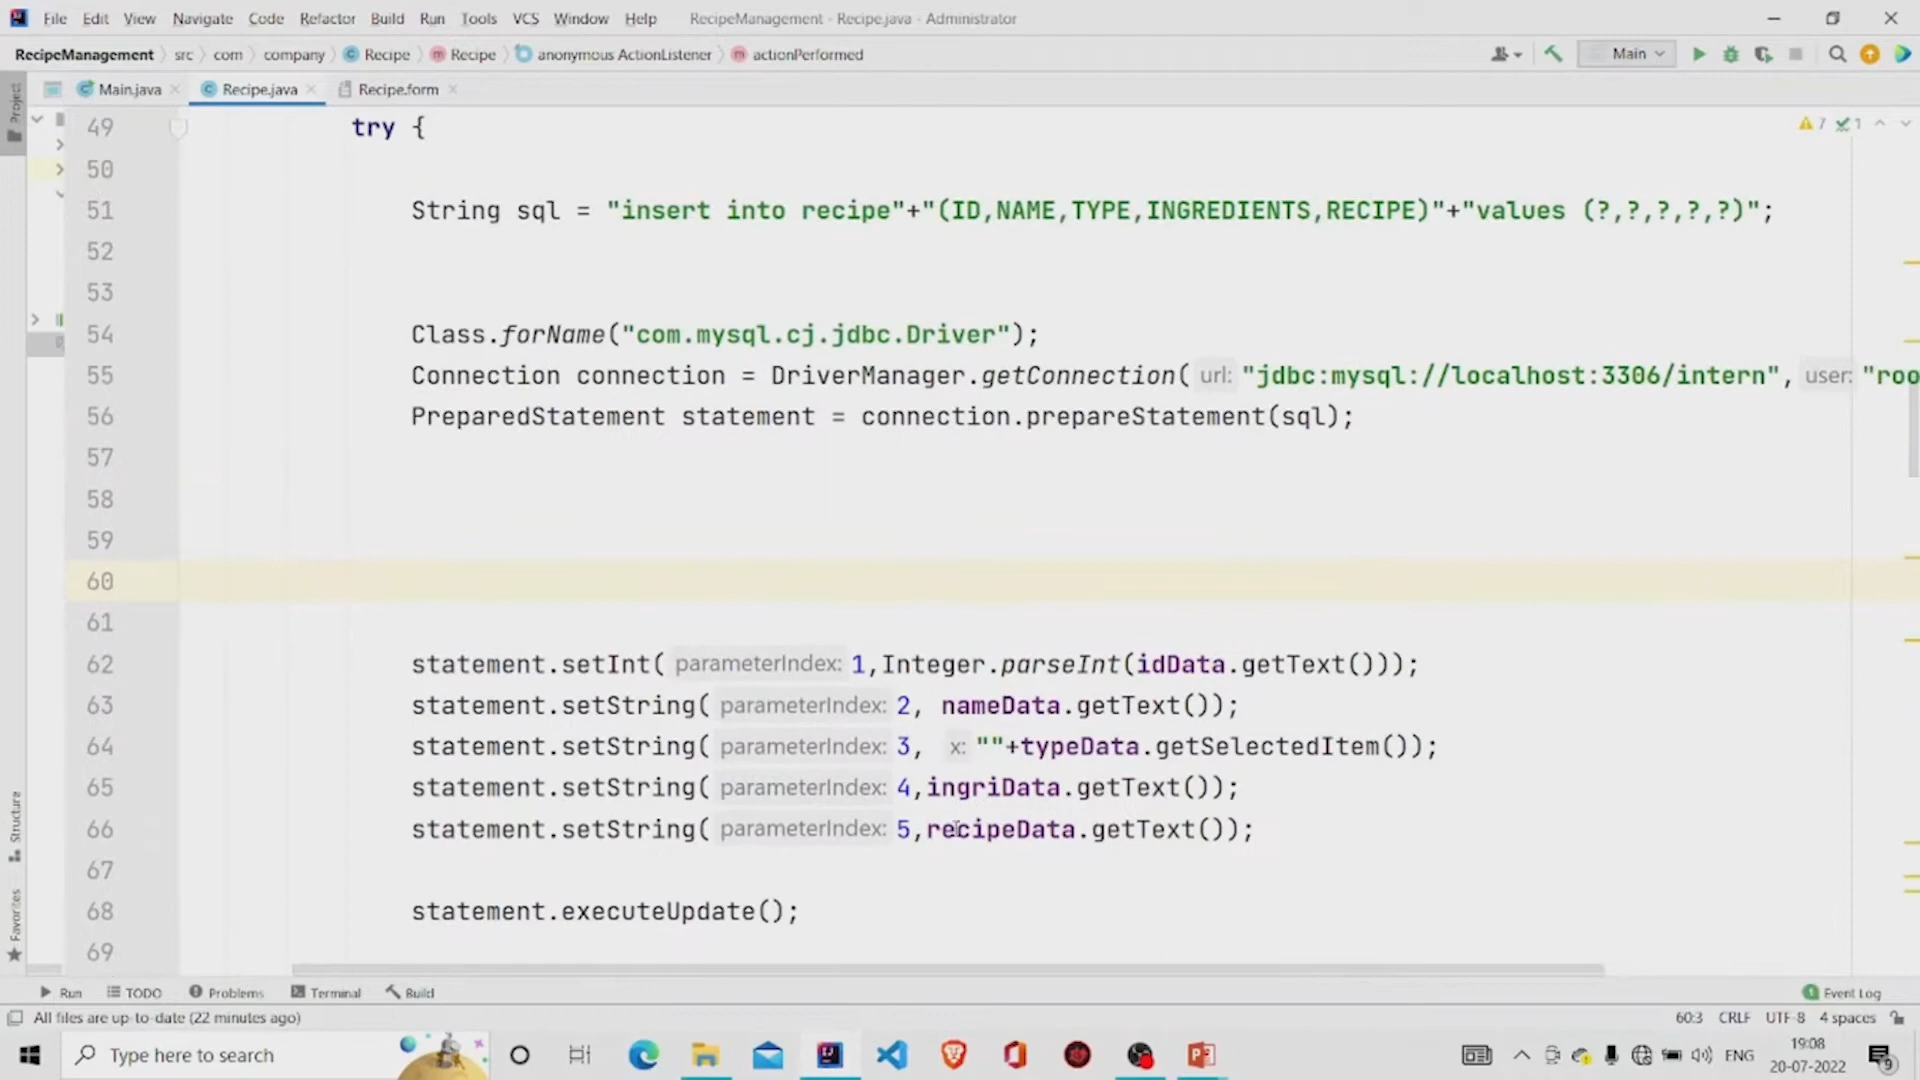 File Edit View Navigate Code Refactor Build Run Tools VCS Window Help RecipeManagement - Recipe.java - Administrator
RecipeManagement src com company Recipe Recipe anonymous ActionListener actionPerformed Main
Main.java Recipe.java Recipe.form
Project
49 try { 7 1
50
51 String sql = "insert into recipe"+"(ID,NAME,TYPE,INGREDIENTS,RECIPE)"+"values (?,?,?,?,?)";
52
53
54 Class.forName("com.mysql.cj.jdbc.Driver");
55 Connection connection = DriverManager.getConnection( url: "jdbc:mysql://localhost:3306/intern", user: "roo
56 PreparedStatement statement = connection.prepareStatement(sql);
57
58
59
60
61
62 statement.setInt( parameterIndex: 1,Integer.parseInt(idData.getText()));
63 statement.setString( parameterIndex: 2, nameData.getText());
64 statement.setString( parameterIndex: 3, x: ""+typeData.getSelectedItem());
65 statement.setString( parameterIndex: 4,ingriData.getText());
66 statement.setString( parameterIndex: 5,recipeData.getText());
67
68 statement.executeUpdate();
69
Structure
Favorites
Run TODO Problems Terminal Build Event Log
All files are up-to-date (22 minutes ago) 60:3 CRLF UTF-8 4 spaces
Type here to search ENG 19:08
20-07-2022 9